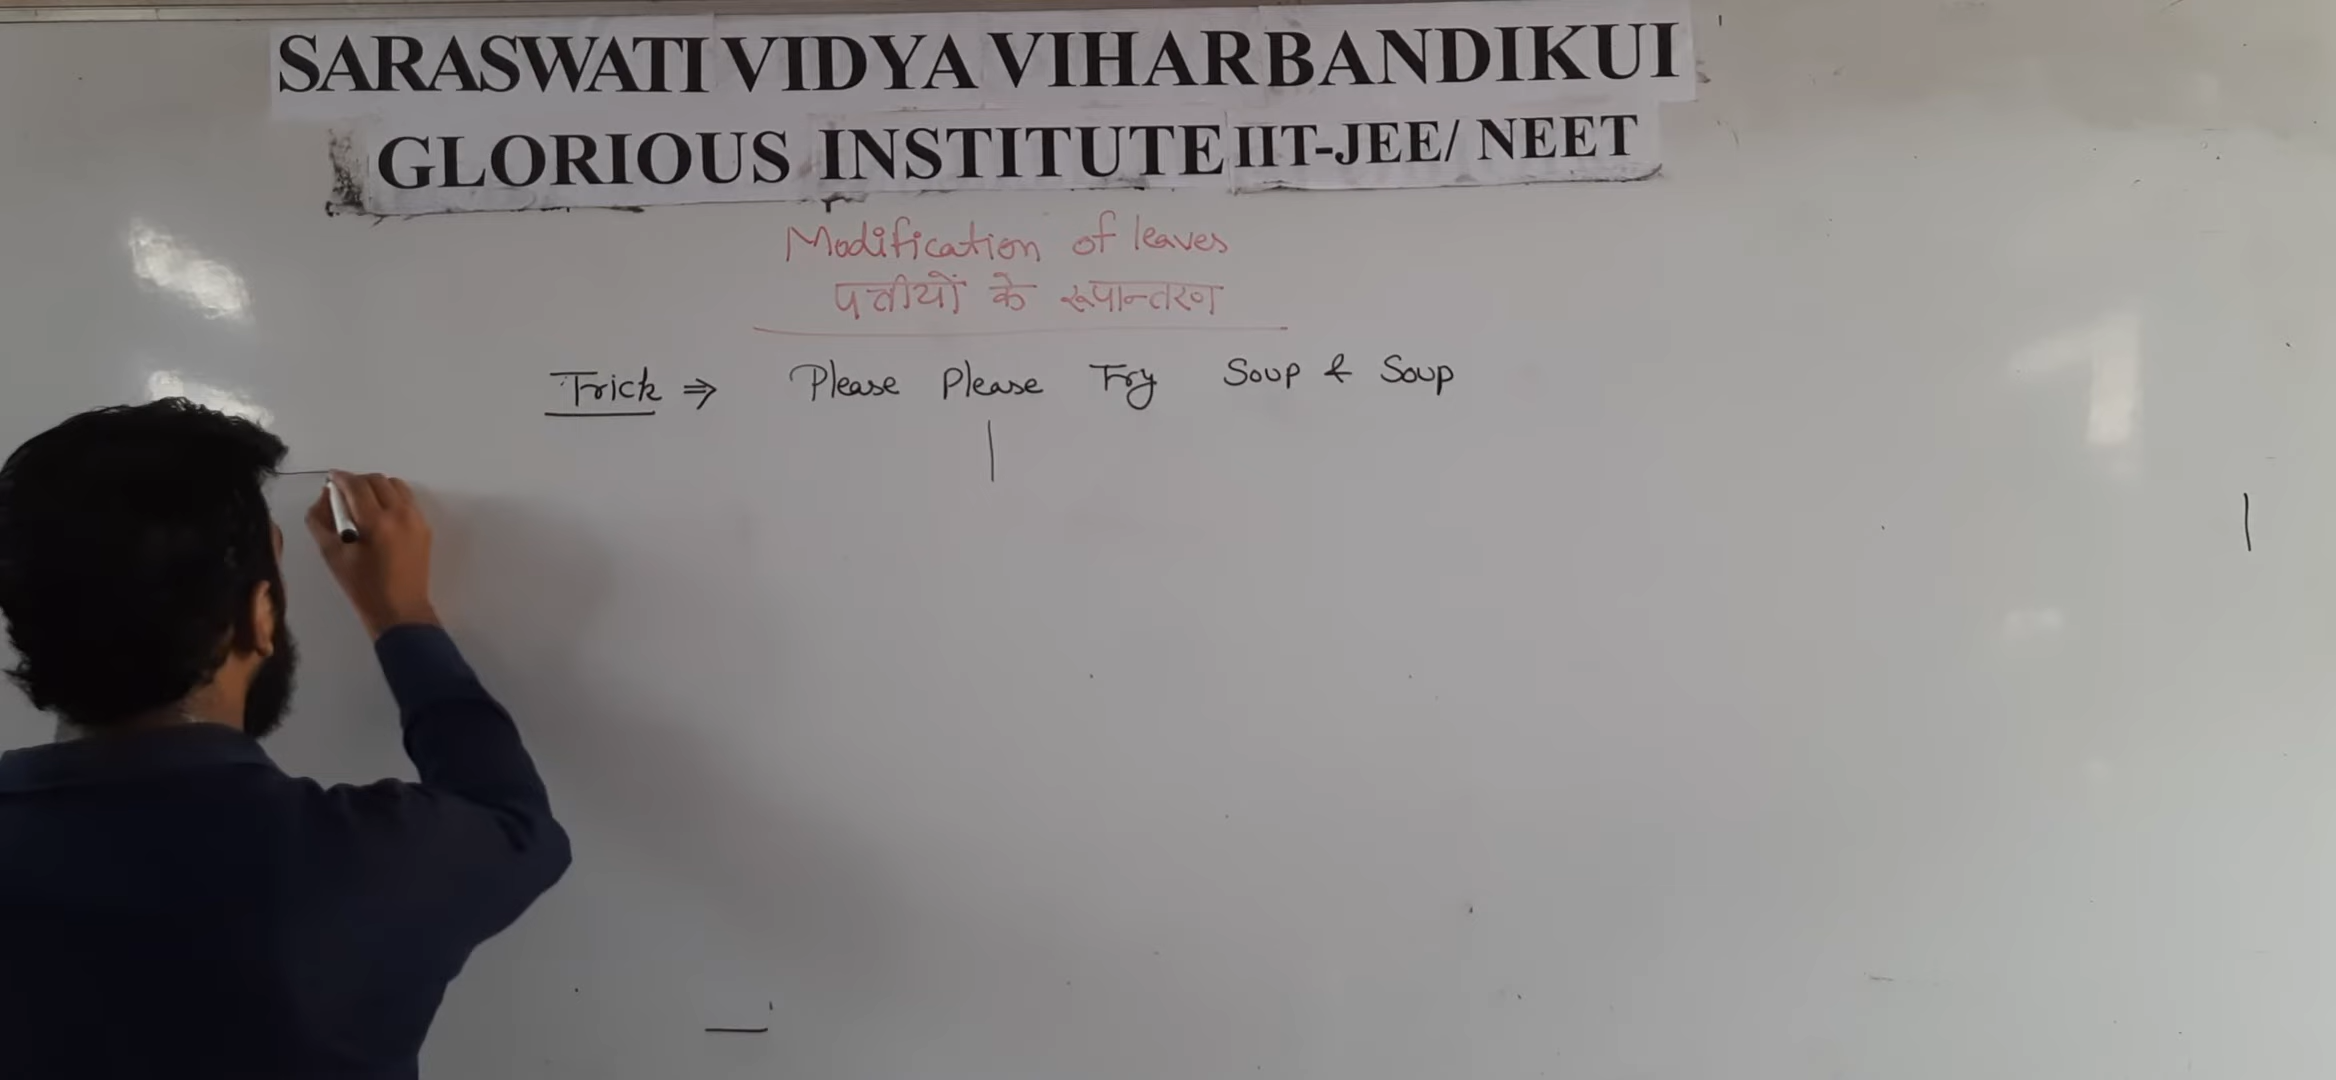 SARASWATI VIDYA VIHAR BANDIKUI
GLORIOUS INSTITUTE IIT-JEE/ NEET
Modification of leaves
पत्तीयों के रूपान्तरण
Trick ⇒ Please Please Try Soup & Soup